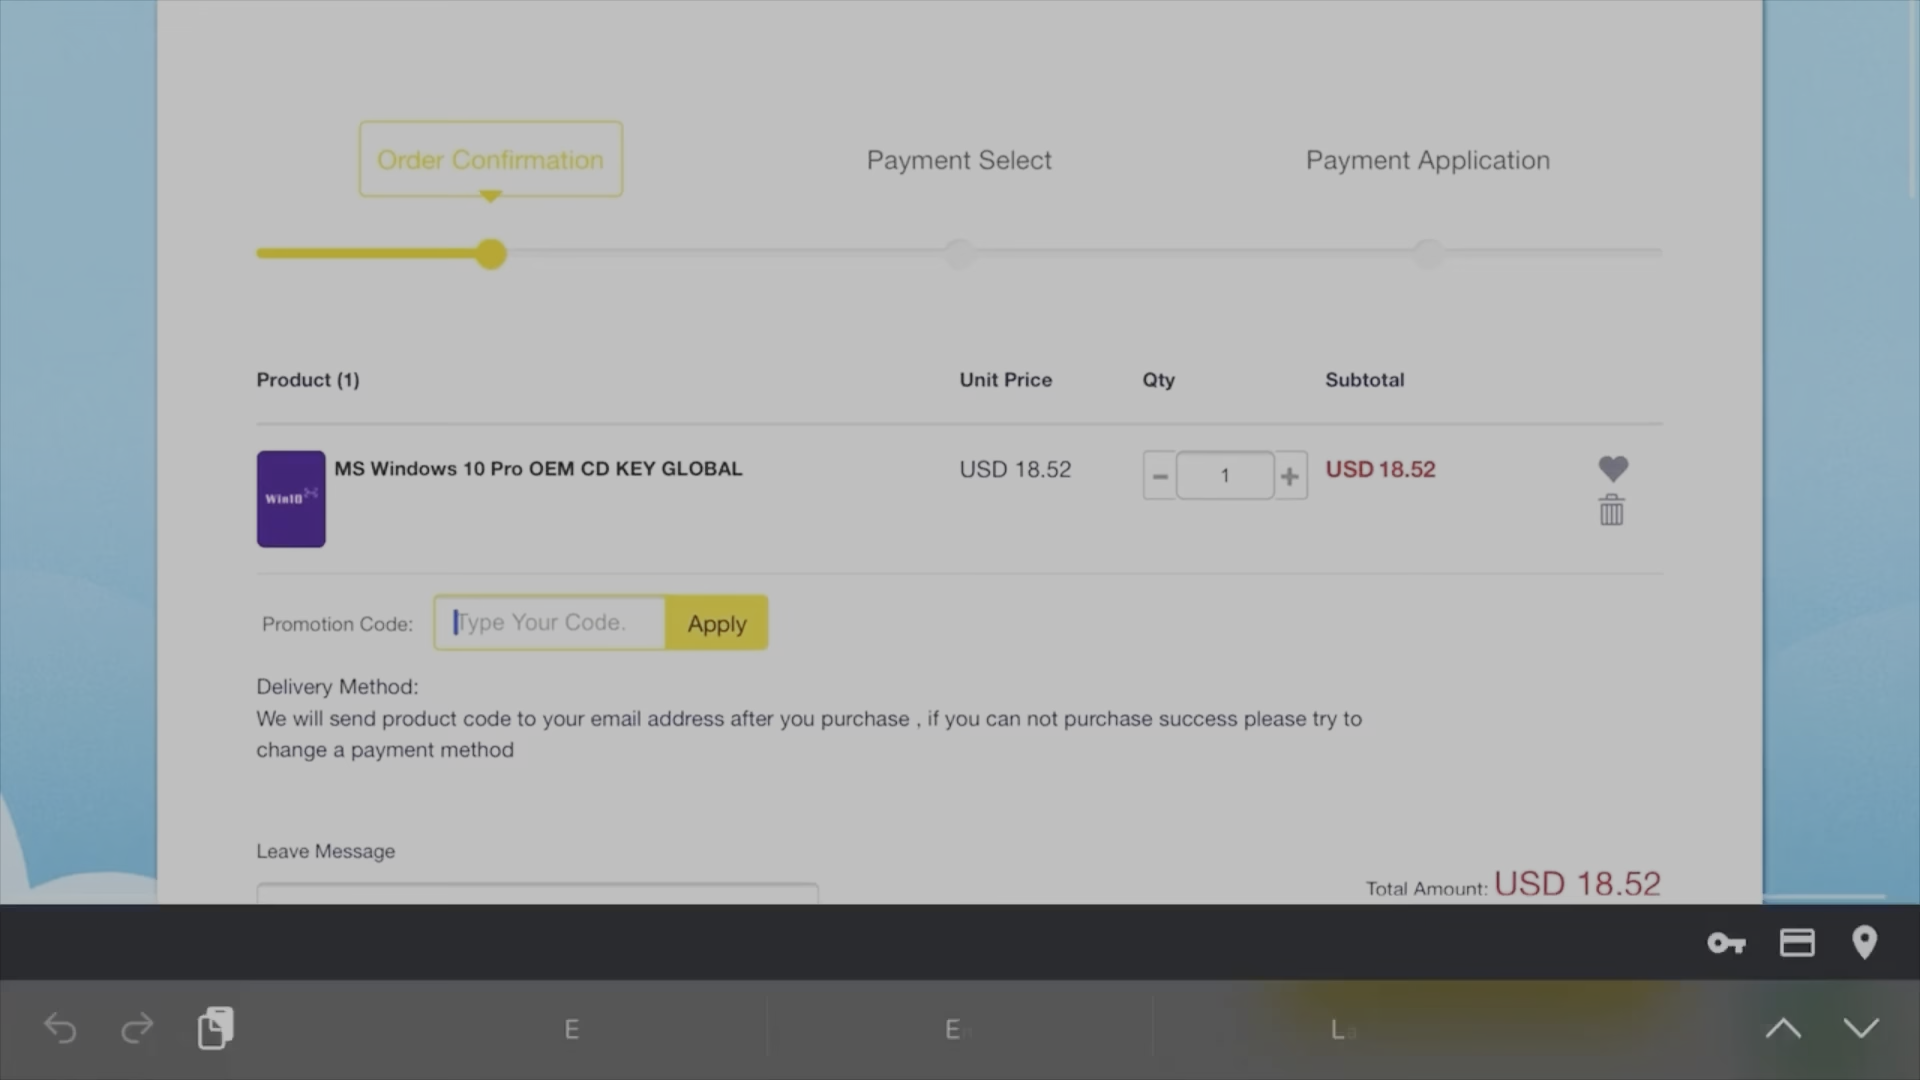 Order Confirmation
Payment Select
Payment Application
Product (1)
Unit Price
Qty
Subtotal
Win10
MS Windows 10 Pro OEM CD KEY GLOBAL
USD 18.52
1
USD 18.52
Promotion Code:
Type Your Code.
Apply
Delivery Method:
We will send product code to your email address after you purchase , if you can not purchase success please try to
change a payment method
Leave Message
Total Amount: USD 18.52
E
E
L